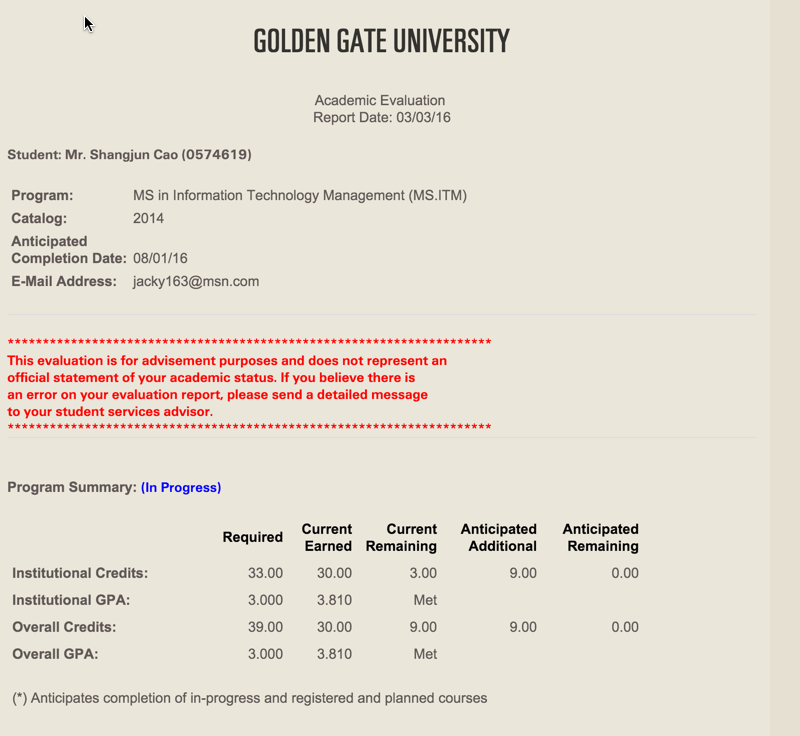 GOLDEN GATE UNIVERSITY
Academic Evaluation
Report Date: 03/03/16
Student: Mr. Shangjun Cao (0574619)
Program: MS in Information Technology Management (MS.ITM)
Catalog: 2014
Anticipated
Completion Date: 08/01/16
E-Mail Address: jacky163@msn.com
**********************************************************************
This evaluation is for advisement purposes and does not represent an
official statement of your academic status. If you believe there is
an error on your evaluation report, please send a detailed message
to your student services advisor.
**********************************************************************
Program Summary: (In Progress)
Current Current Anticipated Anticipated
Required Earned Remaining Additional Remaining
Institutional Credits: 33.00 30.00 3.00 9.00 0.00
Institutional GPA: 3.000 3.810 Met
Overall Credits: 39.00 30.00 9.00 9.00 0.00
Overall GPA: 3.000 3.810 Met
(*) Anticipates completion of in-progress and registered and planned courses